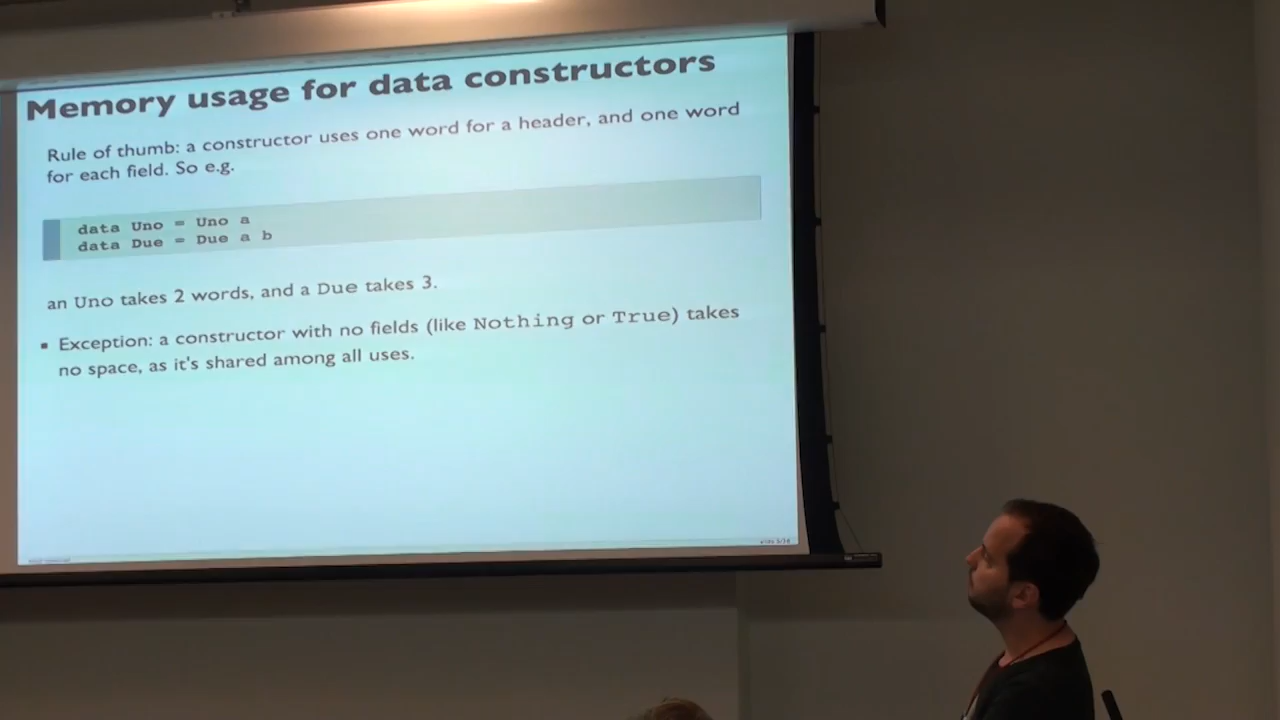 Memory usage for data constructors
Rule of thumb: a constructor uses one word for a header, and one word
for each field. So e.g.
data Uno = Uno a
data Due = Due a b
an Uno takes 2 words, and a Due takes 3.
▪ Exception: a constructor with no fields (like Nothing or True) takes
no space, as it's shared among all uses.